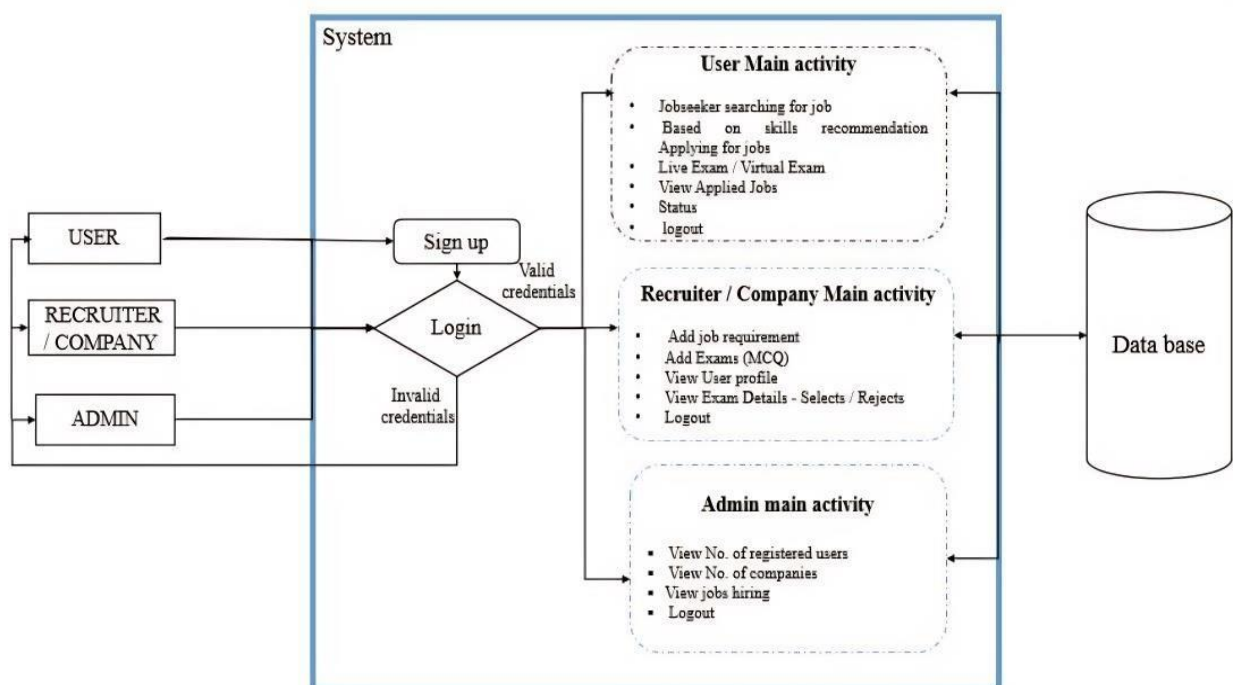 System
USER
RECRUITER
/ COMPANY
ADMIN
Sign up
Login
Valid
credentials
Invalid
credentials
User Main activity
• Jobseeker searching for job
• Based on skills recommendation
Applying for jobs
• Live Exam / Virtual Exam
• View Applied Jobs
• Status
• logout
Recruiter / Company Main activity
• Add job requirement
• Add Exams (MCQ)
• View User profile
• View Exam Details - Selects / Rejects
• Logout
Admin main activity
▪ View No. of registered users
▪ View No. of companies
▪ View jobs hiring
▪ Logout
Data base